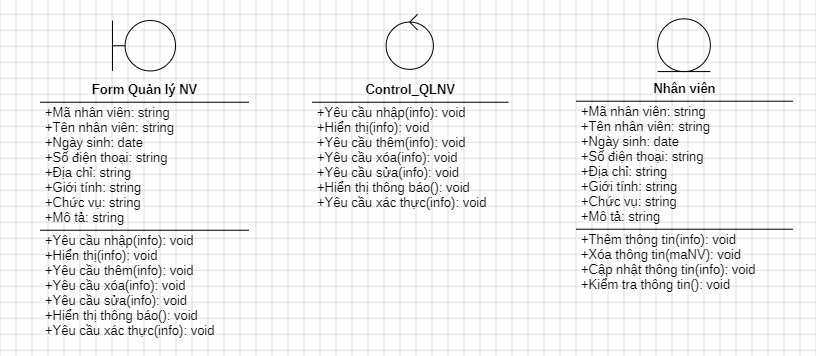 Form Quản lý NV
+Mã nhân viên: string
+Tên nhân viên: string
+Ngày sinh: date
+Số điện thoại: string
+Địa chỉ: string
+Giới tính: string
+Chức vụ: string
+Mô tả: string
+Yêu cầu nhập(info): void
+Hiển thị(info): void
+Yêu cầu thêm(info): void
+Yêu cầu xóa(info): void
+Yêu cầu sửa(info): void
+Hiển thị thông báo(): void
+Yêu cầu xác thực(info): void
Control_QLNV
+Yêu cầu nhập(info): void
+Hiển thị(info): void
+Yêu cầu thêm(info): void
+Yêu cầu xóa(info): void
+Yêu cầu sửa(info): void
+Hiển thị thông báo(): void
+Yêu cầu xác thực(info): void
Nhân viên
+Mã nhân viên: string
+Tên nhân viên: string
+Ngày sinh: date
+Số điện thoại: string
+Địa chỉ: string
+Giới tính: string
+Chức vụ: string
+Mô tả: string
+Thêm thông tin(info): void
+Xóa thông tin(maNV): void
+Cập nhật thông tin(info): void
+Kiểm tra thông tin(): void